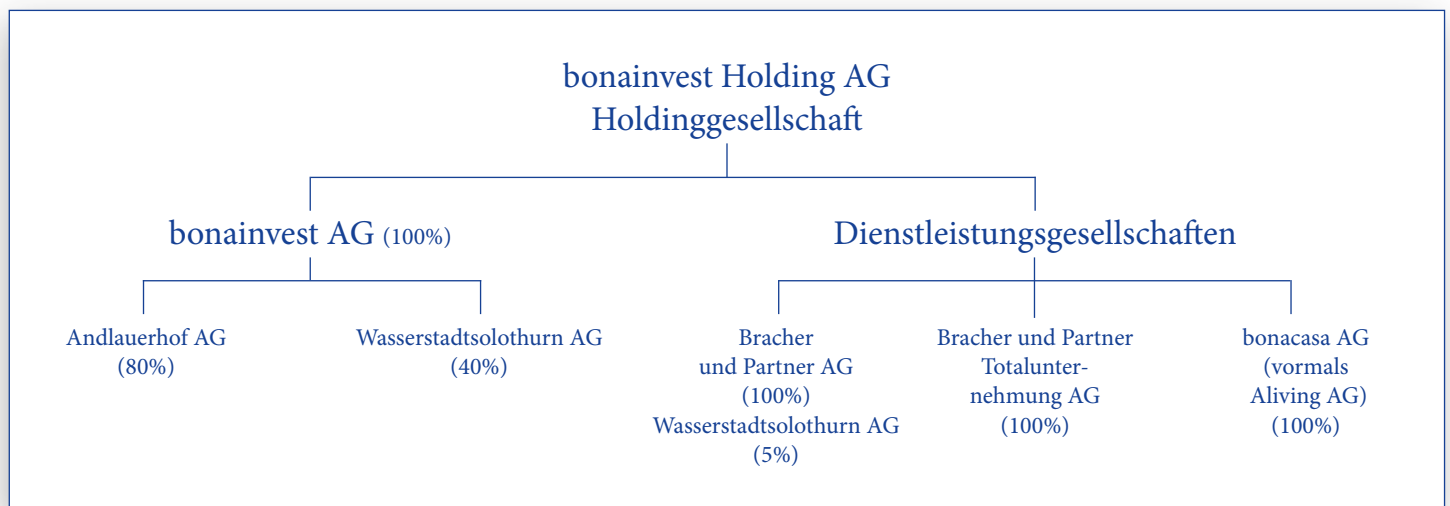 bonainvest Holding AG
Holdinggesellschaft
bonainvest AG (100%)
Dienstleistungsgesellschaften
Andlauerhof AG
(80%)
Wasserstadtsolothurn AG
(40%)
Bracher
und Partner AG
(100%)
Wasserstadtsolothurn AG
(5%)
Bracher und Partner
Totalunter-
nehmung AG
(100%)
bonacasa AG
(vormals
Aliving AG)
(100%)